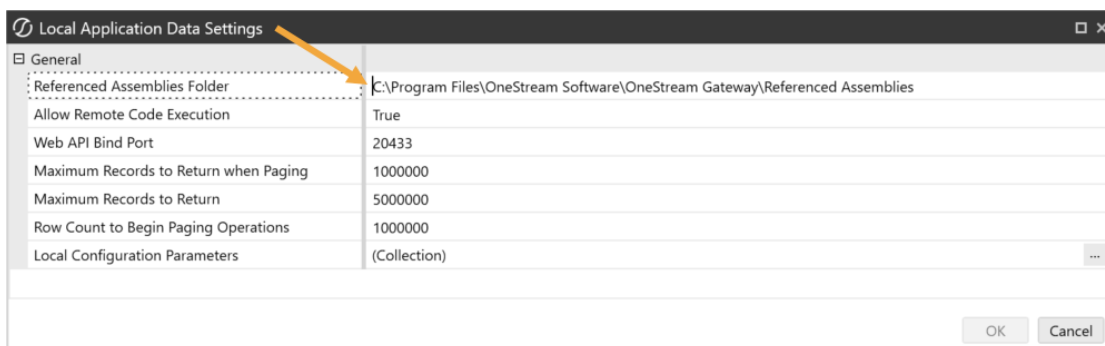 Local Application Data Settings
General
Referenced Assemblies Folder C:\Program Files\OneStream Software\OneStream Gateway\Referenced Assemblies
Allow Remote Code Execution True
Web API Bind Port 20433
Maximum Records to Return when Paging 1000000
Maximum Records to Return 5000000
Row Count to Begin Paging Operations 1000000
Local Configuration Parameters (Collection) ...
OK Cancel